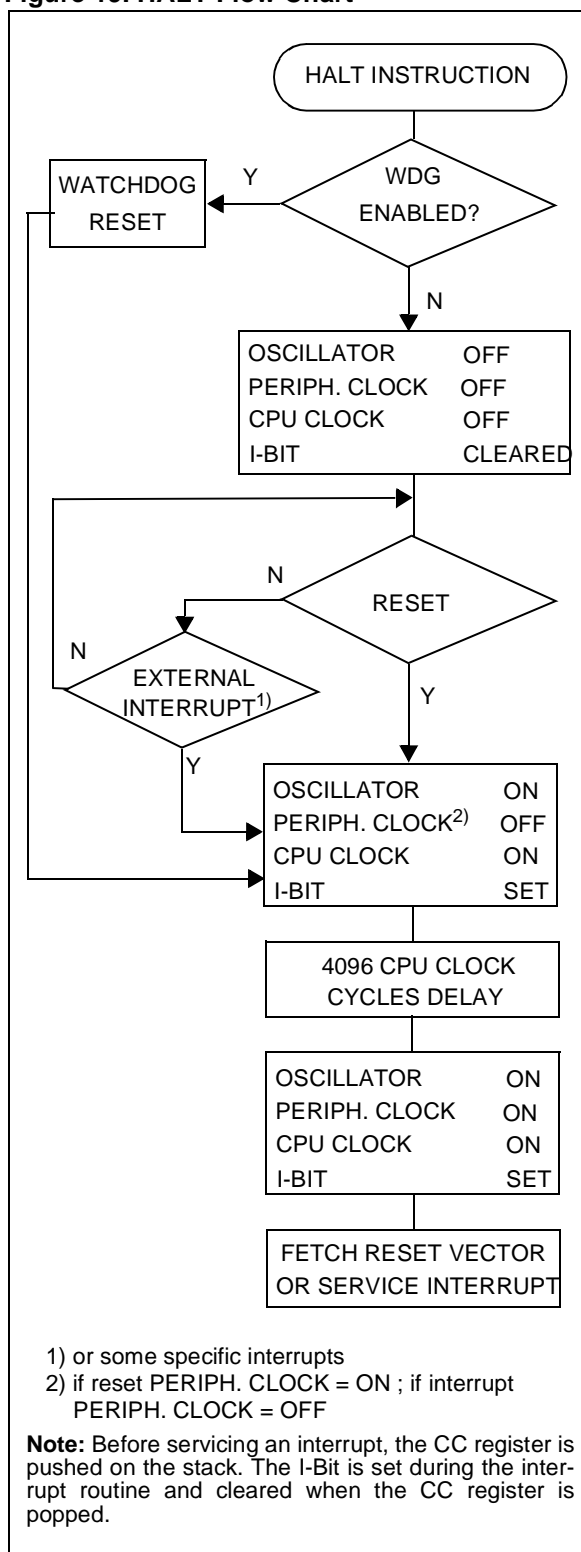 HALT INSTRUCTION
WDG
ENABLED?
Y
WATCHDOG
RESET
N
OSCILLATOR OFF
PERIPH. CLOCK OFF
CPU CLOCK OFF
I-BIT CLEARED
RESET
N
EXTERNAL
INTERRUPT1)
N
Y
Y
OSCILLATOR ON
PERIPH. CLOCK2) OFF
CPU CLOCK ON
I-BIT SET
4096 CPU CLOCK
CYCLES DELAY
OSCILLATOR ON
PERIPH. CLOCK ON
CPU CLOCK ON
I-BIT SET
FETCH RESET VECTOR
OR SERVICE INTERRUPT
1) or some specific interrupts
2) if reset PERIPH. CLOCK = ON ; if interrupt
PERIPH. CLOCK = OFF
Note: Before servicing an interrupt, the CC register is
pushed on the stack. The I-Bit is set during the inter-
rupt routine and cleared when the CC register is
popped.